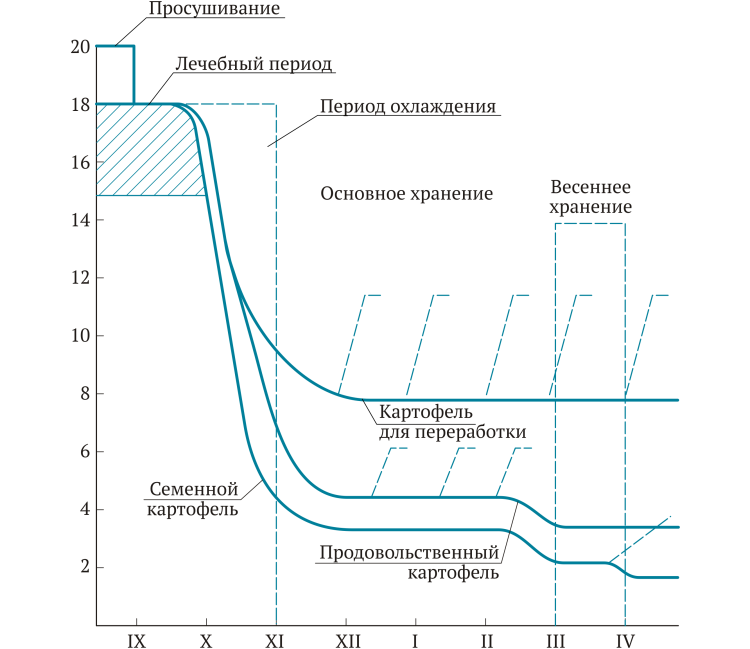 Просушивание
20
Лечебный период
18
Период охлаждения
16
Основное хранение
Весеннее
хранение
14
12
10
8
Картофель
для переработки
6
Семенной
картофель
4
Продовольственный
картофель
2
IX X XI XII I II III IV